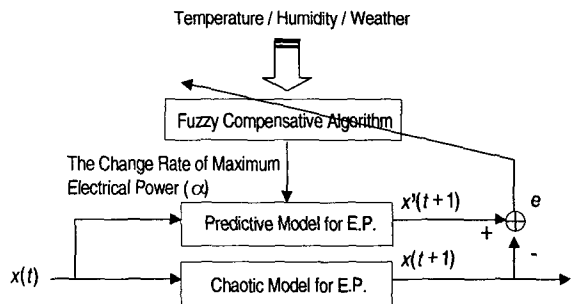 Temperature / Humidity / Weather
Fuzzy Compensative Algorithm
The Change Rate of Maximum
Electrical Power (α)
x'(t+1)
e
Predictive Model for E.P.
+
x(t+1)
-
x(t)
Chaotic Model for E.P.